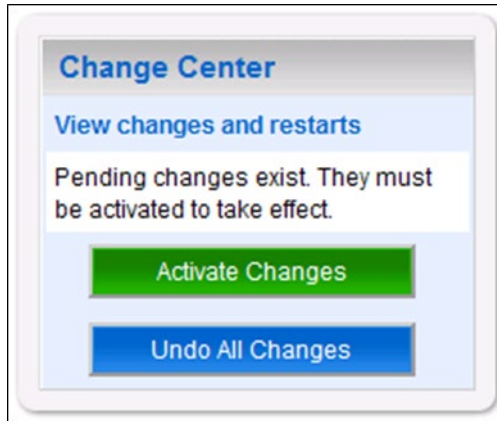 Change Center
View changes and restarts
Pending changes exist. They must
be activated to take effect.
Activate Changes
Undo All Changes